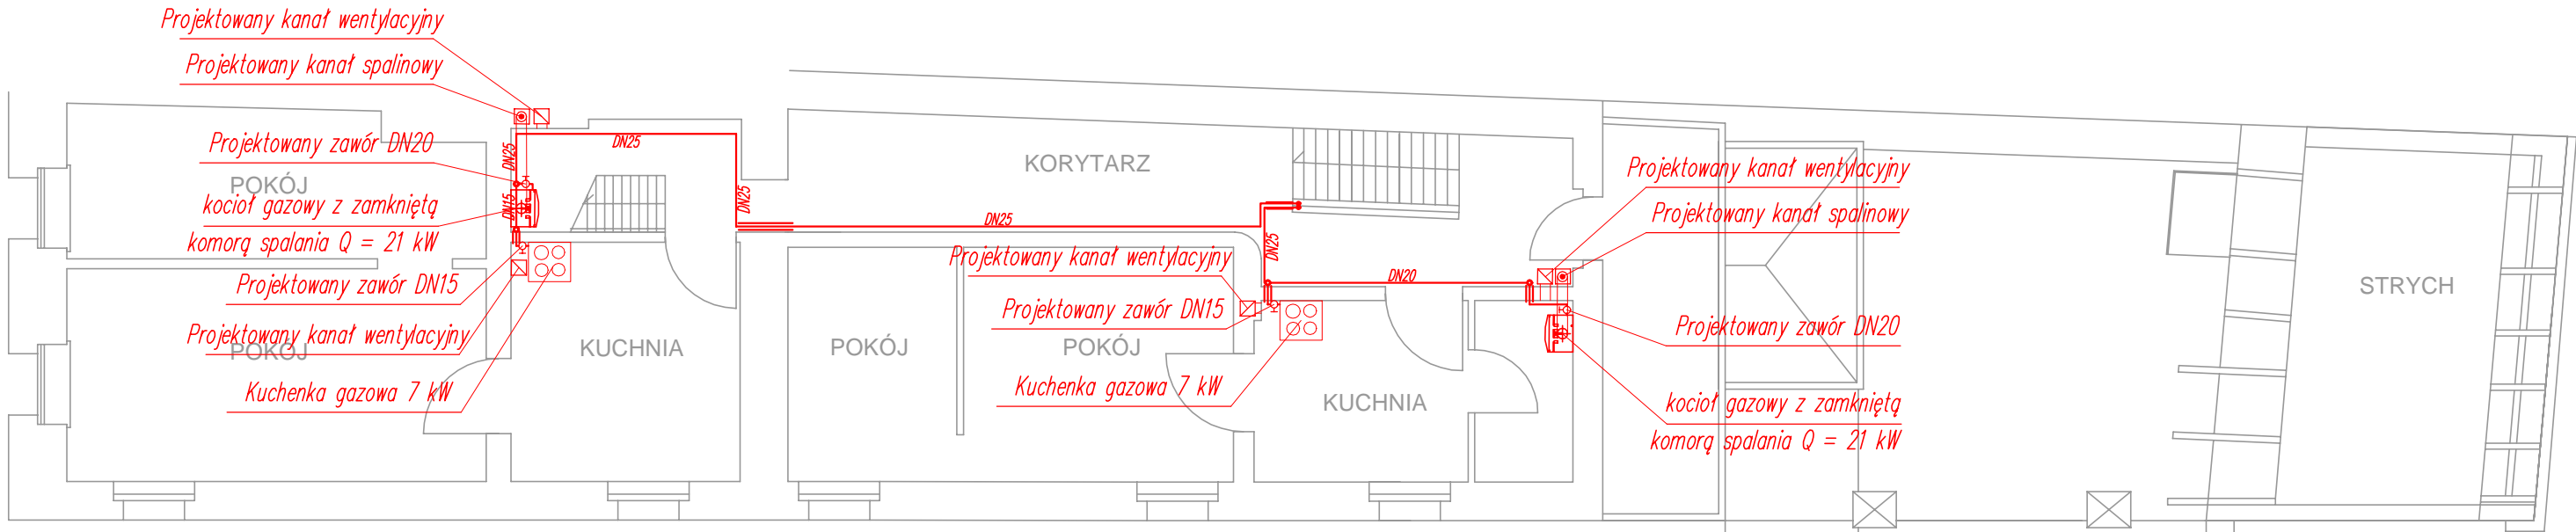 Projektowany kanał wentylacyjny
Projektowany kanał spalinowy
Projektowany zawór DN20
POKÓJ
kocioł gazowy z zamkniętą
komorą spalania Q = 21 kW
Projektowany zawór DN15
Projektowany kanał wentylacyjny
POKÓJ
Kuchenka gazowa 7 kW
DN25
DN15
DN25
DN25
KUCHNIA
KORYTARZ
DN25
DN25
DN20
Projektowany kanał wentylacyjny
Projektowany zawór DN15
POKÓJ
POKÓJ
Kuchenka gazowa 7 kW
KUCHNIA
Projektowany kanał wentylacyjny
Projektowany kanał spalinowy
Projektowany zawór DN20
kocioł gazowy z zamkniętą
komorą spalania Q = 21 kW
STRYCH